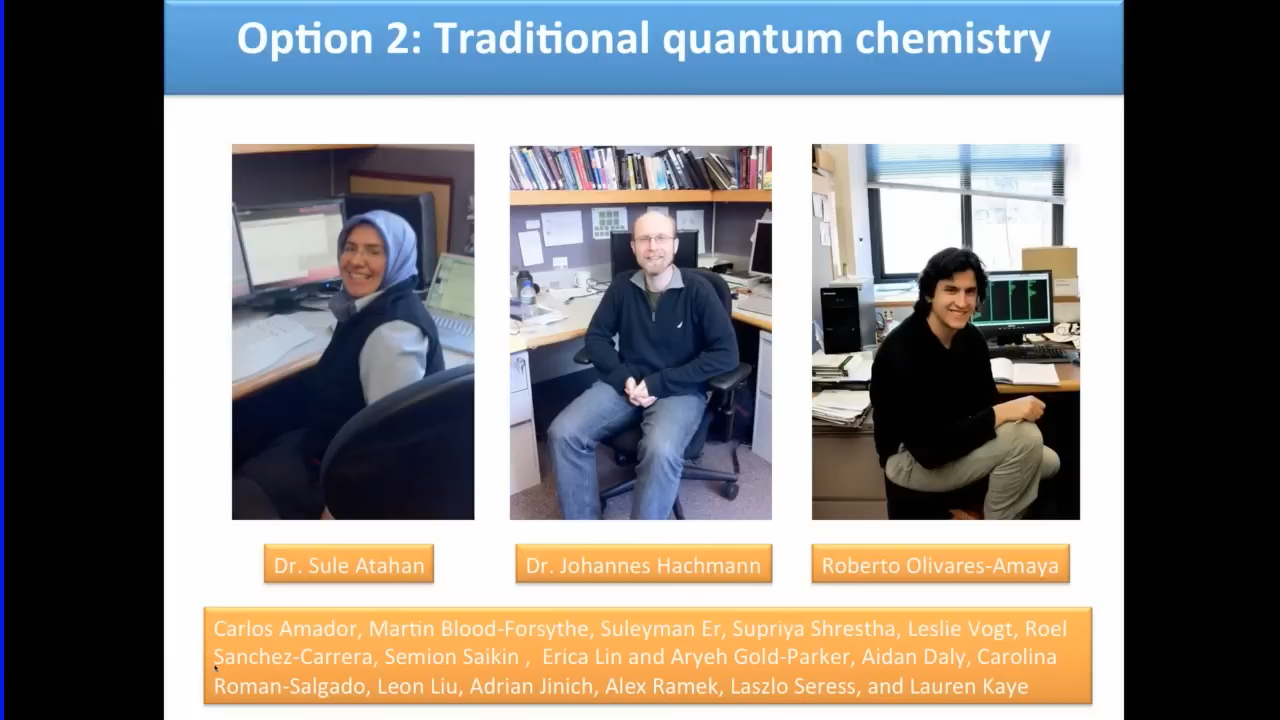 Option 2: Traditional quantum chemistry
Dr. Sule Atahan
Dr. Johannes Hachmann
Roberto Olivares-Amaya
Carlos Amador, Martin Blood-Forsythe, Suleyman Er, Supriya Shrestha, Leslie Vogt, Roel
Sanchez-Carrera, Semion Saikin , Erica Lin and Aryeh Gold-Parker, Aidan Daly, Carolina
Roman-Salgado, Leon Liu, Adrian Jinich, Alex Ramek, Laszlo Seress, and Lauren Kaye